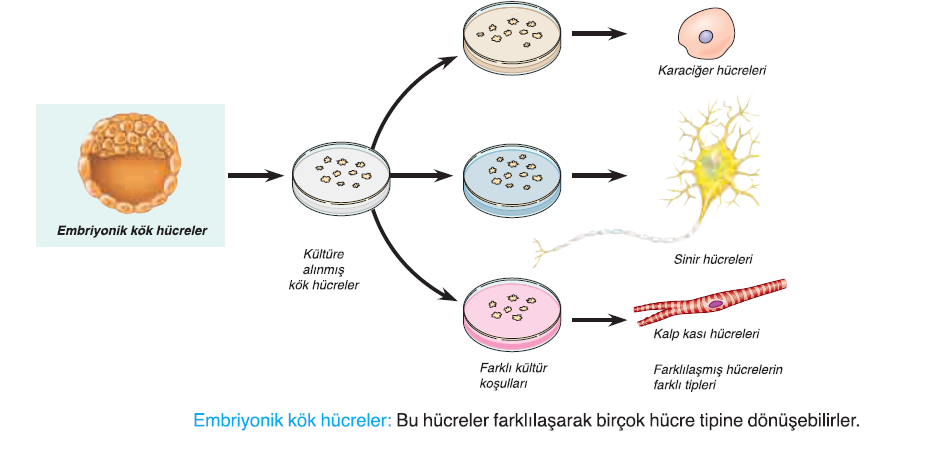 Karaciğer hücreleri
Embriyonik kök hücreler
Kültüre
alınmış
kök hücreler
Sinir hücreleri
Kalp kası hücreleri
Farklı kültür
koşulları
Farklılaşmış hücrelerin
farklı tipleri
Embriyonik kök hücreler: Bu hücreler farklılaşarak birçok hücre tipine dönüşebilirler.